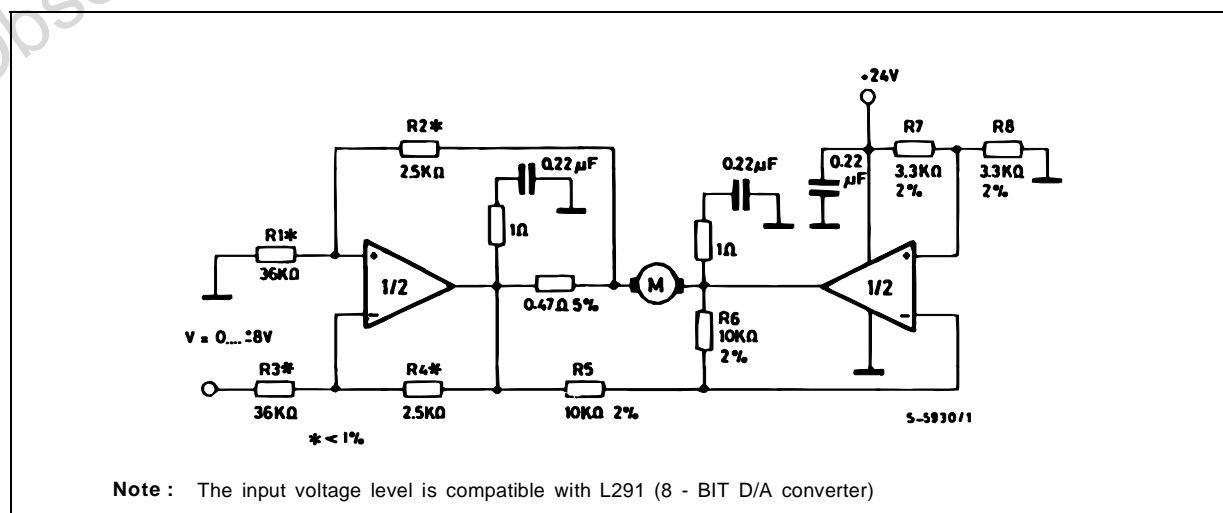 obs
+24V
R2*
2.5KΩ
0.22µF
0.22µF
0.22
µF
R7
3.3KΩ
2%
R8
3.3KΩ
2%
1Ω
1Ω
R1*
36KΩ
+
1/2
−
0.47Ω 5%
M
+
1/2
−
V = 0....±8V
R6
10KΩ
2%
R3*
36KΩ
R4*
2.5KΩ
R5
10KΩ 2%
S-5930/1
* < 1%
Note : The input voltage level is compatible with L291 (8 - BIT D/A converter)